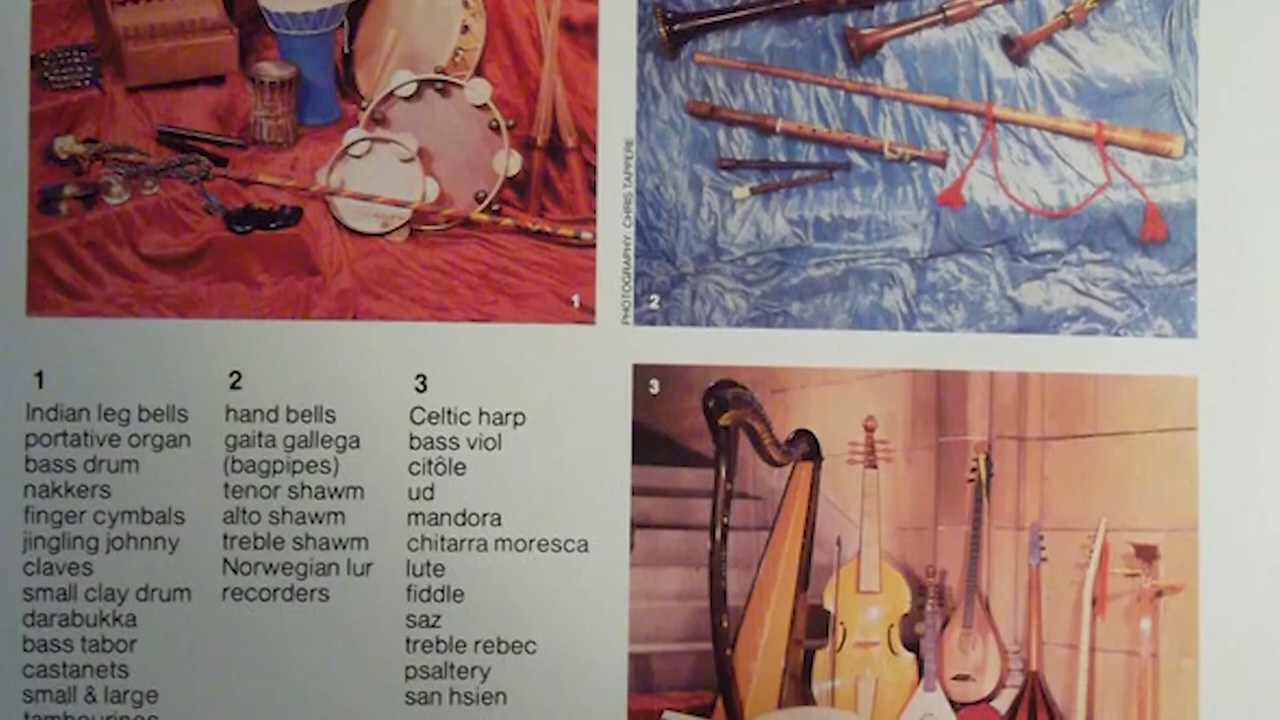 1
PHOTOGRAPHY: CHRIS TAPPERE
2
3
1
Indian leg bells
portative organ
bass drum
nakkers
finger cymbals
jingling johnny
claves
small clay drum
darabukka
bass tabor
castanets
small & large
tambourines
2
hand bells
gaita gallega
(bagpipes)
tenor shawm
alto shawm
treble shawm
Norwegian lur
recorders
3
Celtic harp
bass viol
citôle
ud
mandora
chitarra moresca
lute
fiddle
saz
treble rebec
psaltery
san hsien